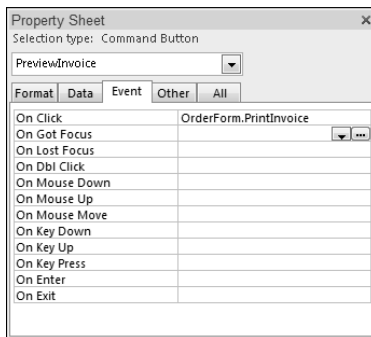 Property Sheet
Selection type: Command Button
PreviewInvoice
Format Data Event Other All
On Click OrderForm.PrintInvoice
On Got Focus
On Lost Focus
On Dbl Click
On Mouse Down
On Mouse Up
On Mouse Move
On Key Down
On Key Up
On Key Press
On Enter
On Exit